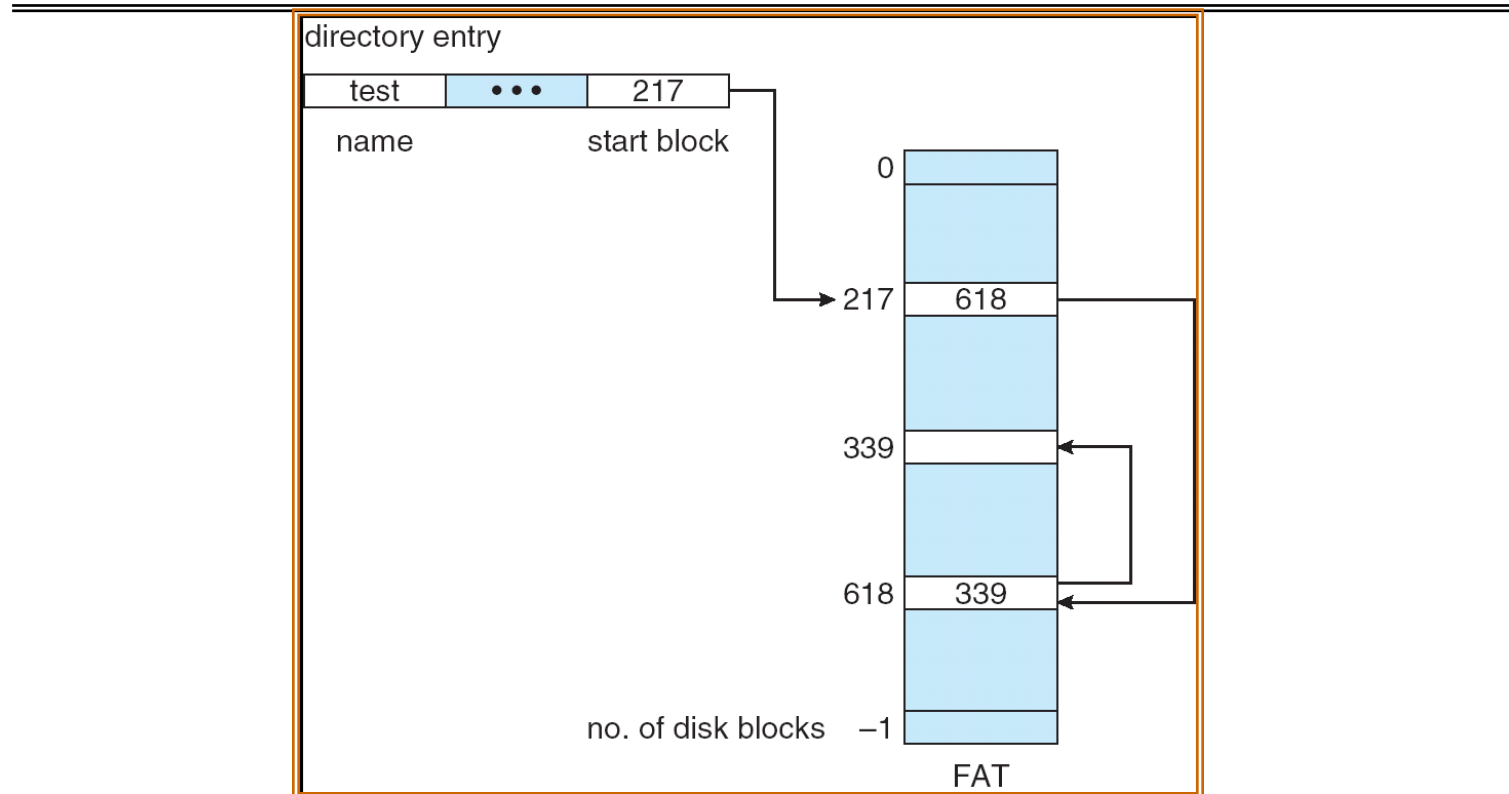 directory entry
test ••• 217
name start block
0
217 618
339
618 339
no. of disk blocks –1
FAT